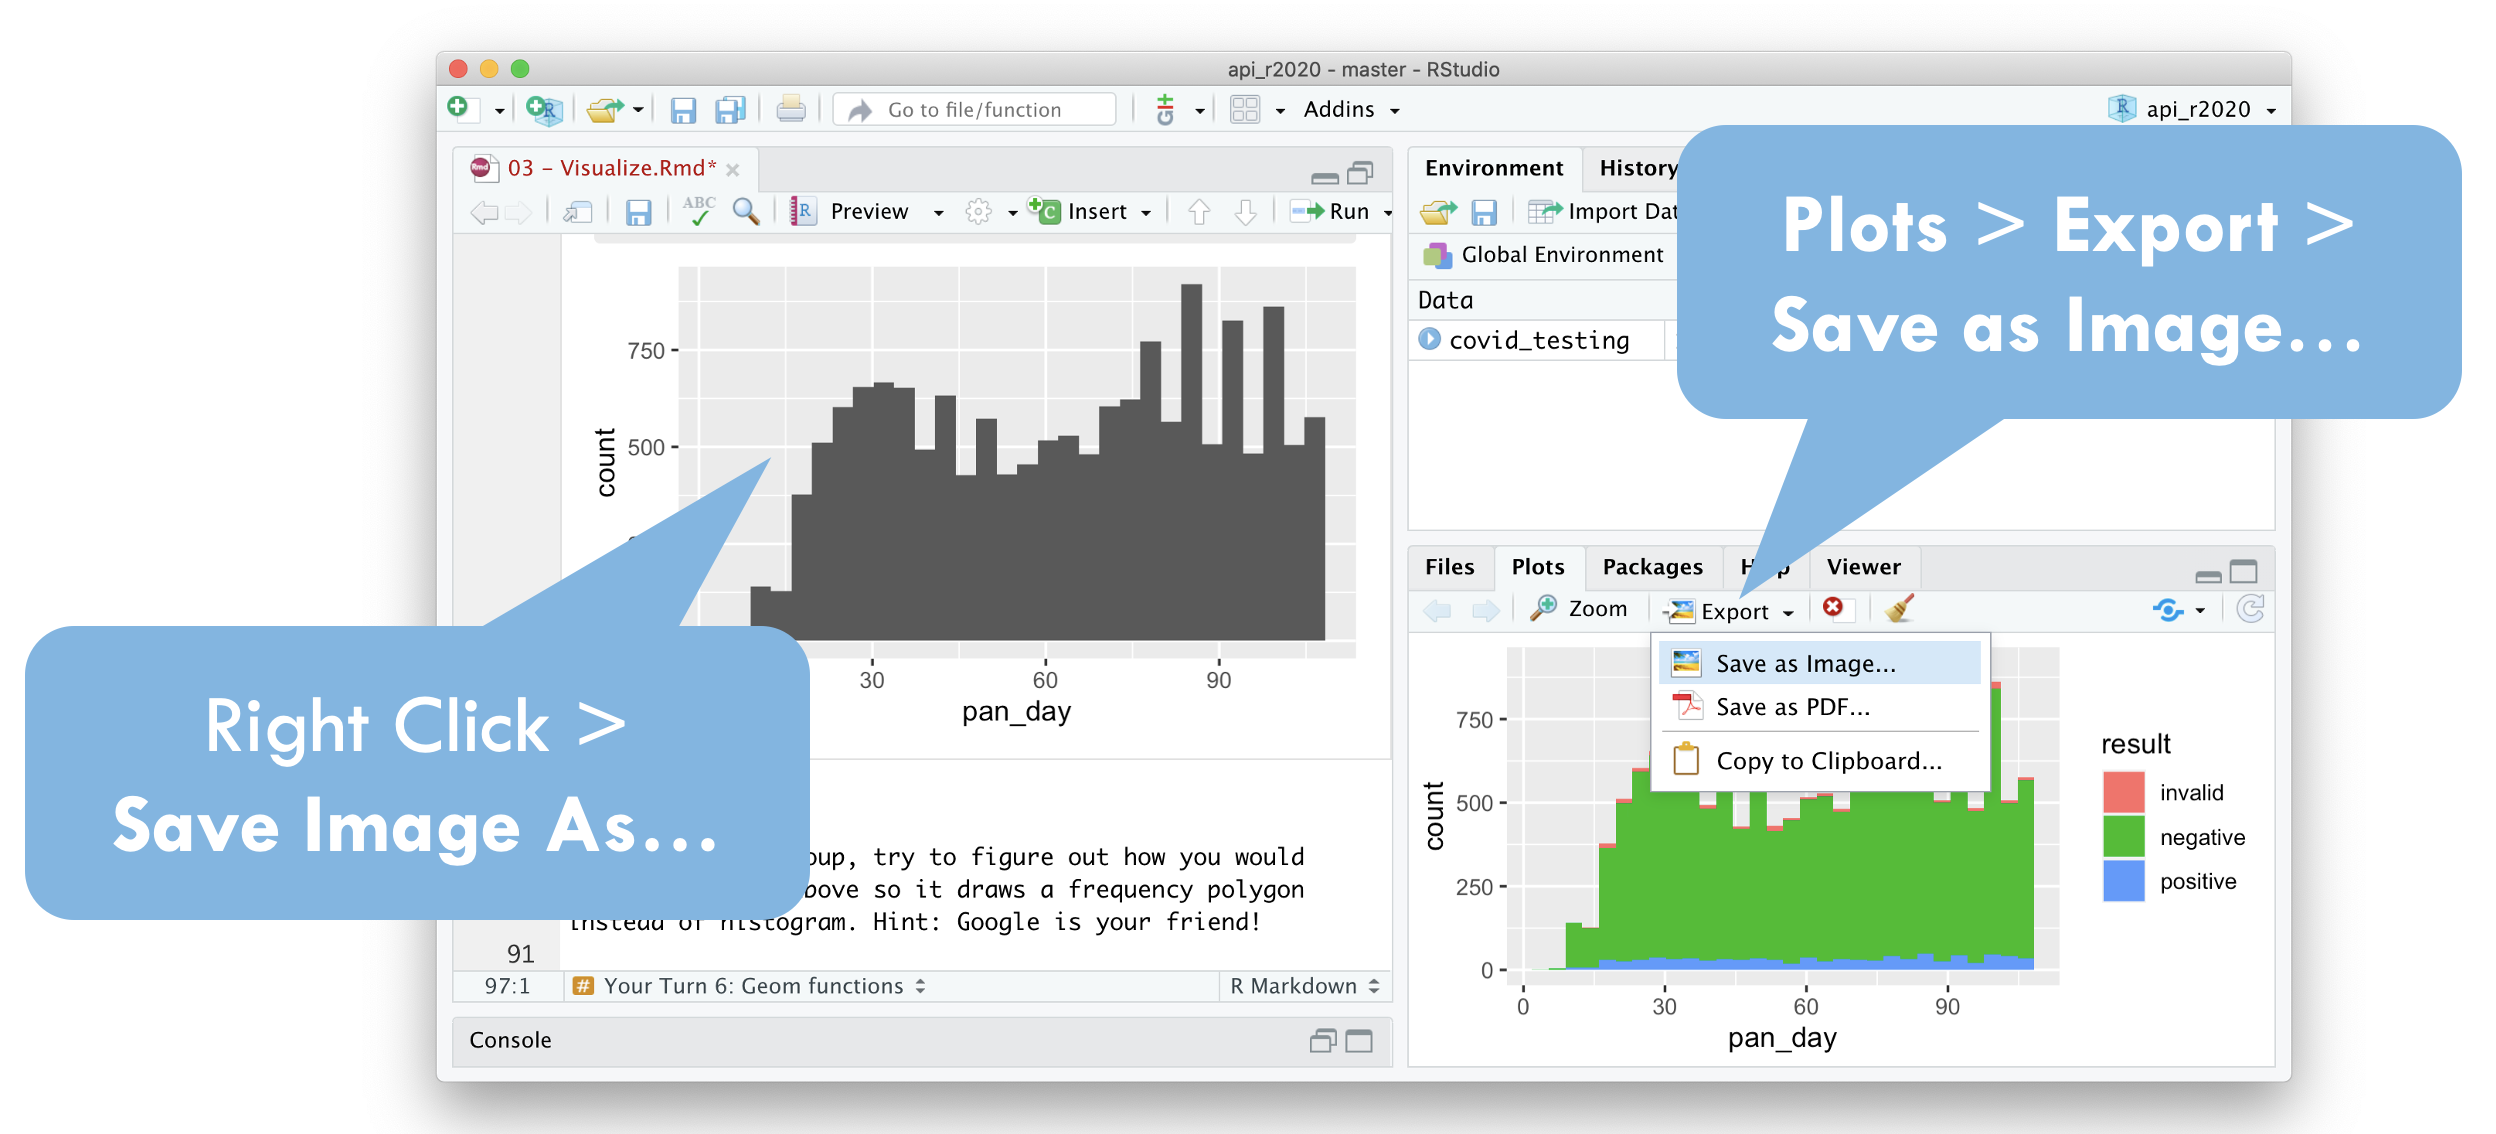 api_r2020 - master - RStudio
Go to file/function
Addins
api_r2020
03 - Visualize.Rmd*
ABC
Preview
Insert
Run
750
500
count
30
60
90
pan_day
oup, try to figure out how you would
bove so it draws a frequency polygon
instead of histogram. Hint: Google is your friend!
91
97:1
# Your Turn 6: Geom functions
R Markdown
Console
Right Click >
Save Image As...
Environment
History
Import Dat
Global Environment
Data
covid_testing
Plots > Export >
Save as Image...
Files
Plots
Packages
Viewer
Zoom
Export
Save as Image...
Save as PDF...
Copy to Clipboard...
750
500
250
0
count
0
30
60
90
pan_day
result
invalid
negative
positive